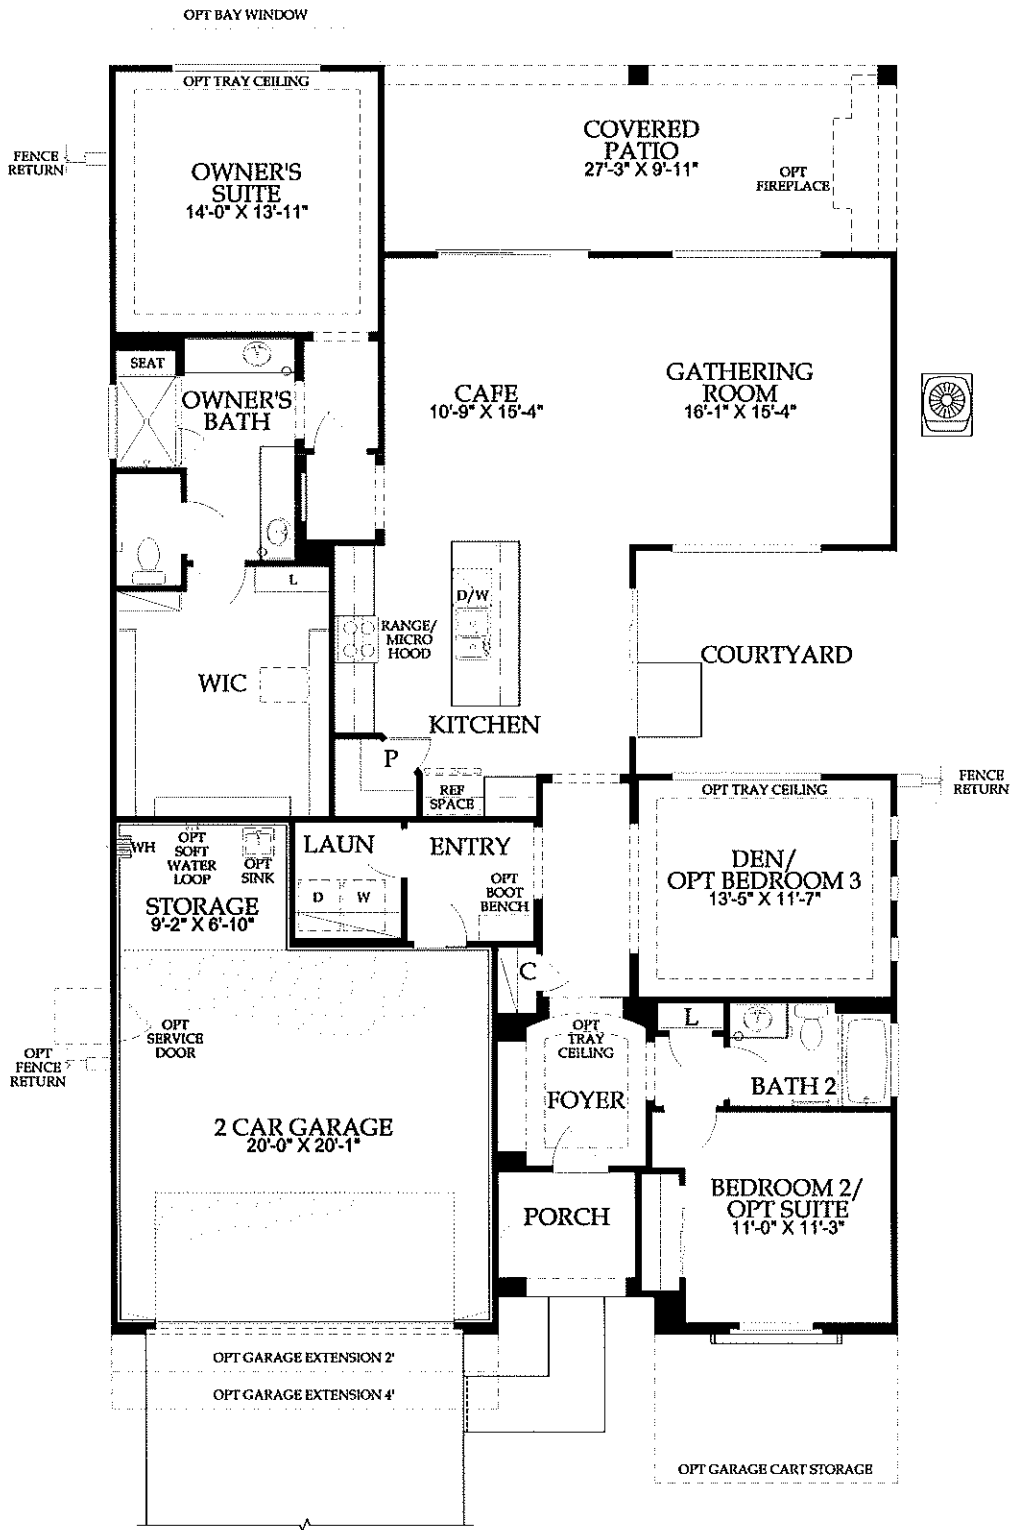 OPT BAY WINDOW
OPT TRAY CEILING
COVERED
PATIO
27'-3" X 9'-11"
FENCE
RETURN
OWNER'S
SUITE
14'-0" X 13'-11"
OPT
FIREPLACE
SEAT
OWNER'S
BATH
CAFE
10'-9" X 15'-4"
GATHERING
ROOM
16'-1" X 15'-4"
L
D/W
RANGE/
MICRO
HOOD
WIC
COURTYARD
KITCHEN
P
REF
SPACE
OPT TRAY CEILING
FENCE
RETURN
WH
OPT
SOFT
WATER
LOOP
OPT
SINK
LAUN
ENTRY
OPT
BOOT
BENCH
D
W
DEN/
OPT BEDROOM 3
13'-5" X 11'-7"
STORAGE
9'-2" X 6'-10"
C
OPT
SERVICE
DOOR
OPT
FENCE
RETURN
OPT
TRAY
CEILING
L
FOYER
BATH 2
2 CAR GARAGE
20'-0" X 20'-1"
PORCH
BEDROOM 2/
OPT SUITE
11'-0" X 11'-3"
OPT GARAGE EXTENSION 2'
OPT GARAGE EXTENSION 4'
OPT GARAGE CART STORAGE